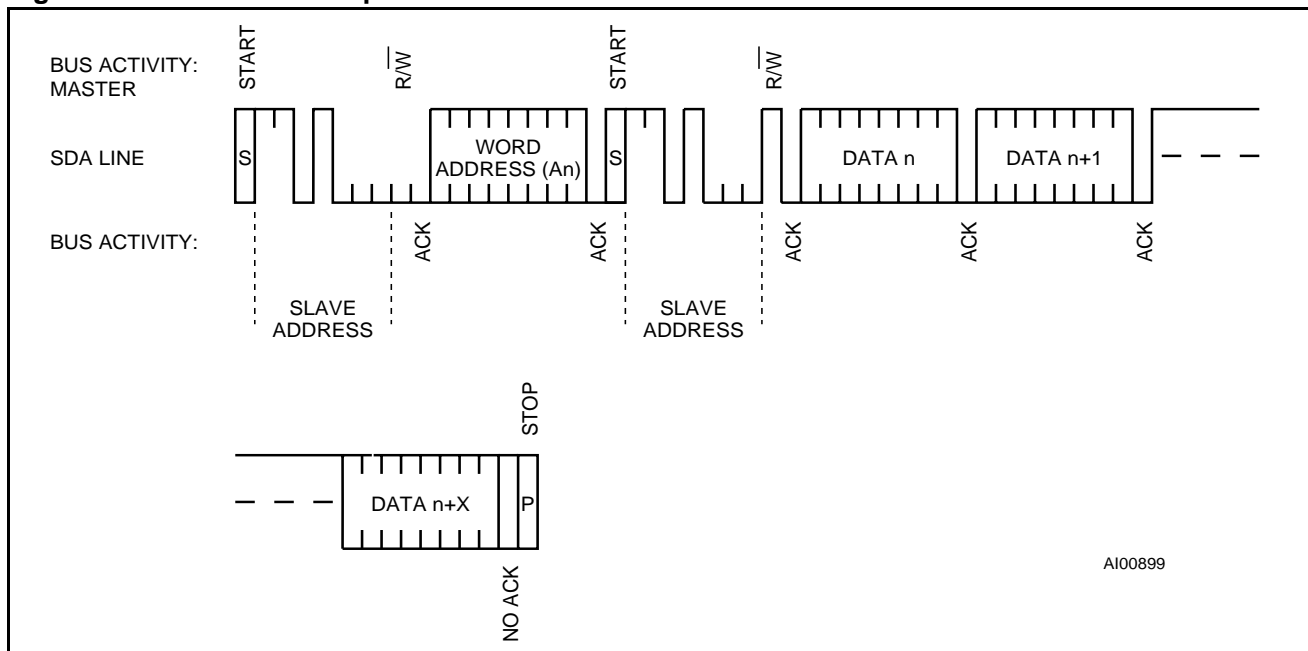 START
R/W
START
R/W
BUS ACTIVITY:
MASTER
SDA LINE
S
WORD
ADDRESS (An)
S
DATA n
DATA n+1
BUS ACTIVITY:
ACK
ACK
ACK
ACK
ACK
SLAVE
ADDRESS
SLAVE
ADDRESS
STOP
DATA n+X
P
NO ACK
AI00899